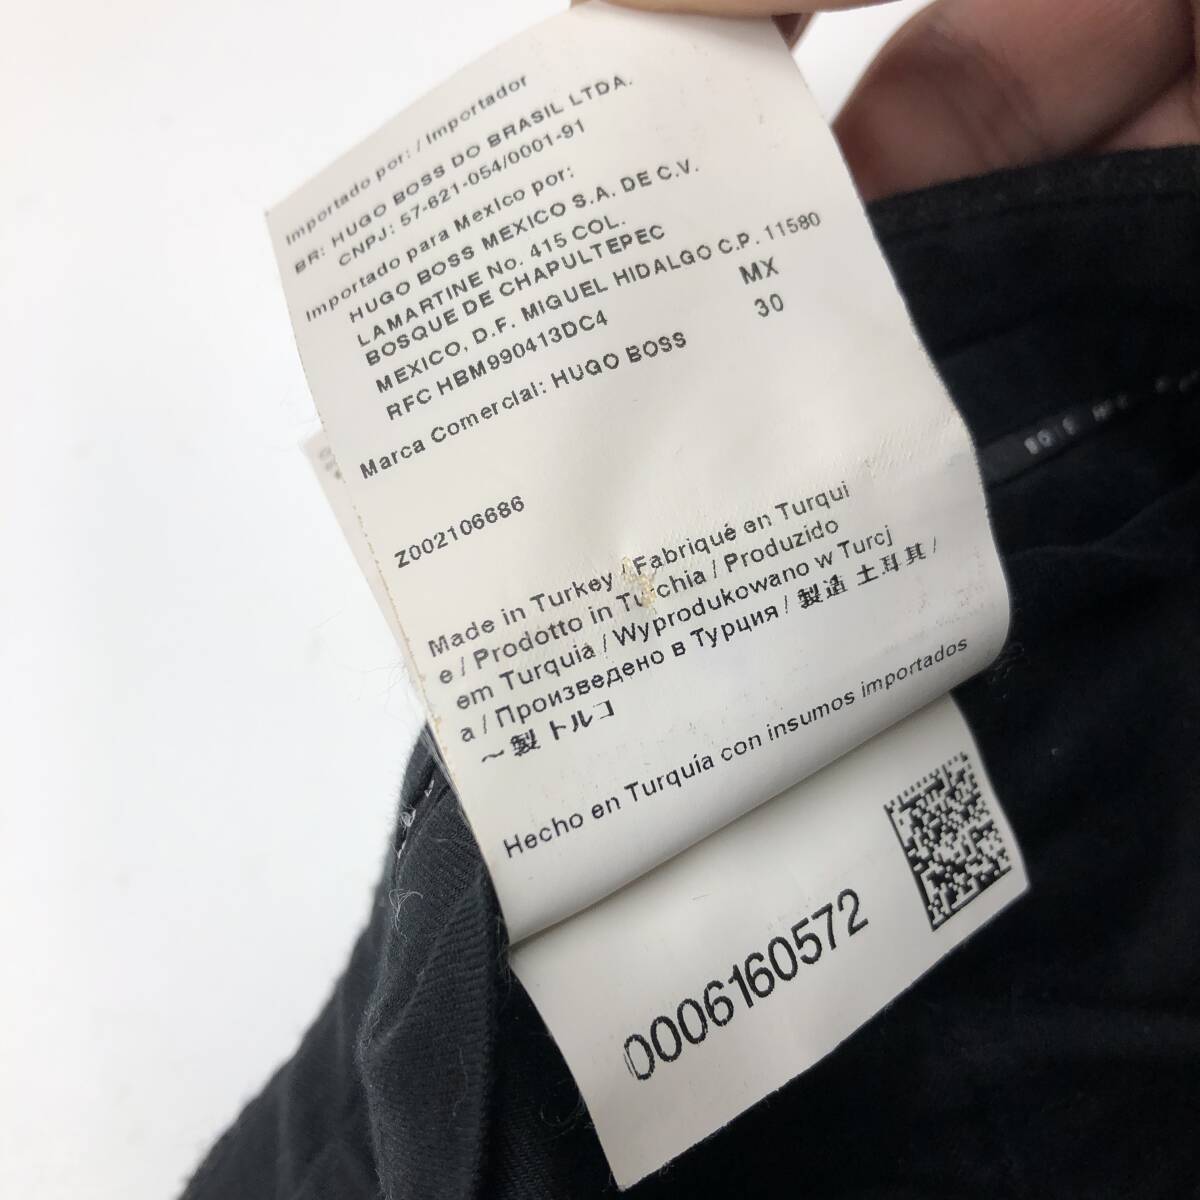 Importado por: / Importador
BR: HUGO BOSS DO BRASIL LTDA.
CNPJ: 57-621-054/0001-91
Importado para Mexico por:
HUGO BOSS MEXICO S.A. DE C.V.
LAMARTINE No. 415 COL.
BOSQUE DE CHAPULTEPEC
MEXICO, D.F. MIGUEL HIDALGO C.P. 11580
RFC HBM990413DC4
MX
30
Marca Comercial: HUGO BOSS
Z002106686
Made in Turkey / Fabriqué en Turqui
e / Prodotto in Turchia / Produzido
em Turquia / Wyprodukowano w Turcj
a / Произведено в Турция / 製造 土耳其 /
～製 トルコ
Hecho en Turquía con insumos importados
0006160572